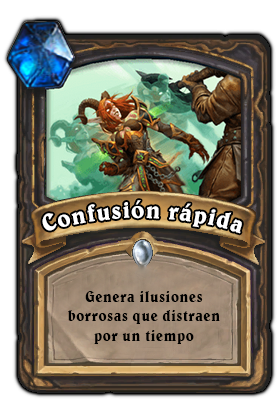 Confusión rápida
Genera ilusiones
borrosas que distraen
por un tiempo